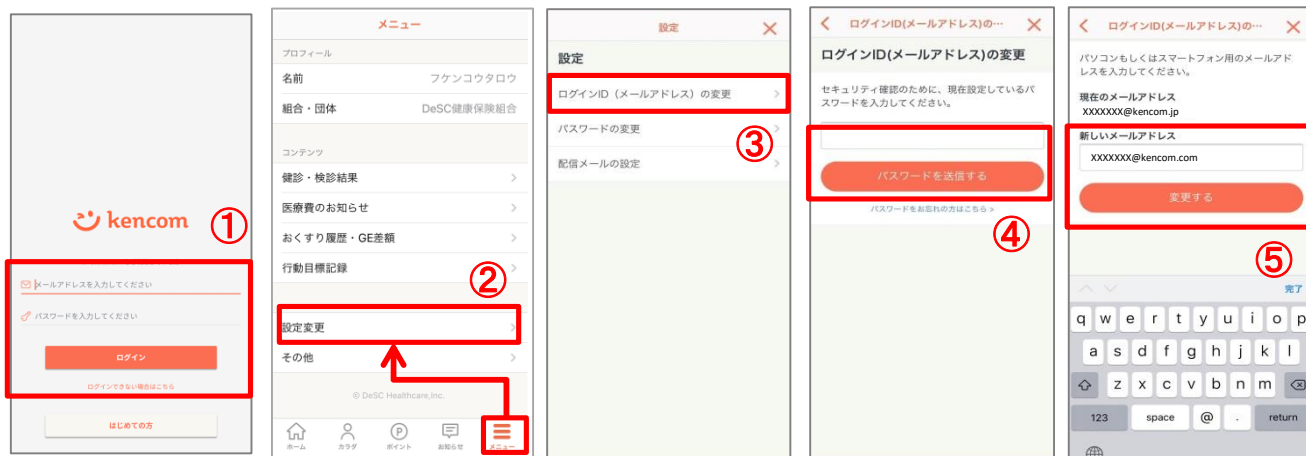 kencom
①
メールアドレスを入力してください
パスワードを入力してください
ログイン
ログインできない場合はこちら
はじめての方
メニュー
プロフィール
名前 フケンコウタロウ
組合・団体 DeSC健康保険組合
コンテンツ
健診・検診結果
医療費のお知らせ
おくすり履歴・GE差額
行動目標記録
②
設定変更
その他
© DeSC Healthcare,Inc.
ホーム カラダ ポイント お知らせ メニュー
設定
設定
ログインID（メールアドレス）の変更
パスワードの変更
③
配信メールの設定
ログインID(メールアドレス)の…
ログインID(メールアドレス)の変更
セキュリティ確認のために、現在設定しているパ
スワードを入力してください。
パスワードを送信する
パスワードをお忘れの方はこちら >
④
ログインID(メールアドレス)の…
パソコンもしくはスマートフォン用のメールアド
レスを入力してください。
現在のメールアドレス
XXXXXXX@kencom.jp
新しいメールアドレス
XXXXXXX@kencom.com
変更する
⑤
完了
q w e r t y u i o p
a s d f g h j k l
z x c v b n m
123 space @ . return